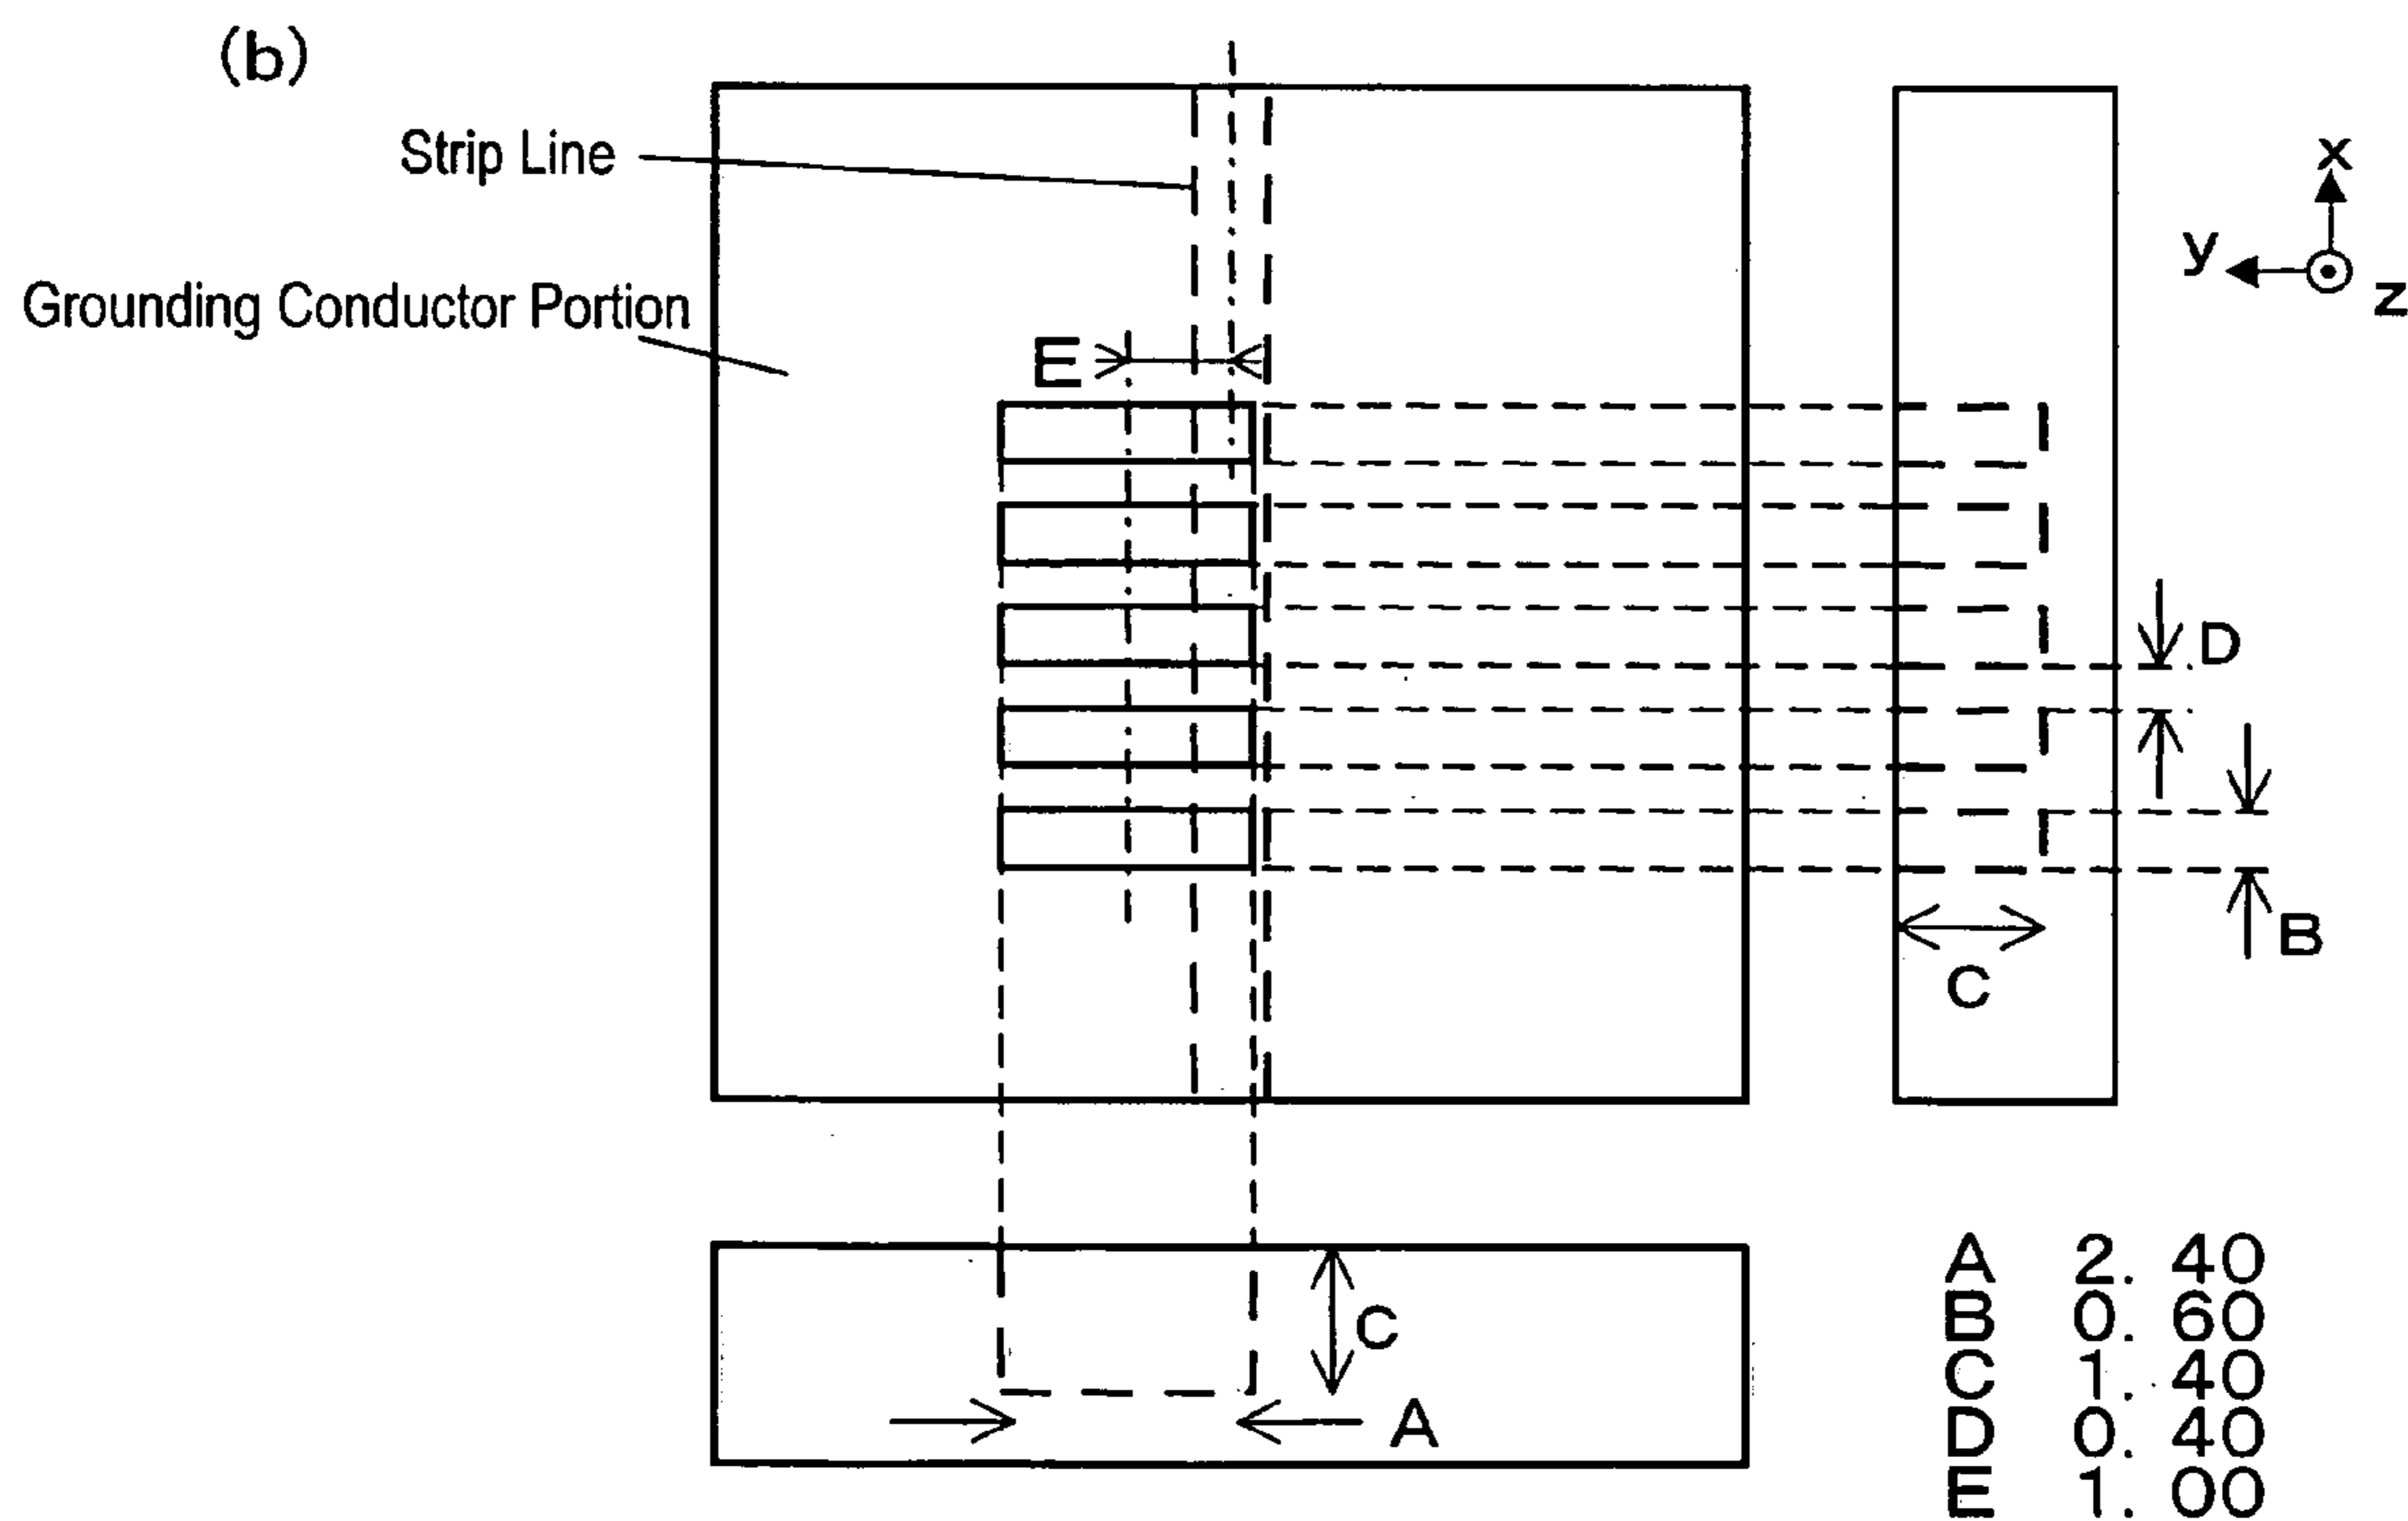 (b)
Strip Line
x
y
z
Grounding Conductor Portion
E
D
B
C
C
A
A 2. 40
B 0. 60
C 1. 40
D 0. 40
E 1. 00